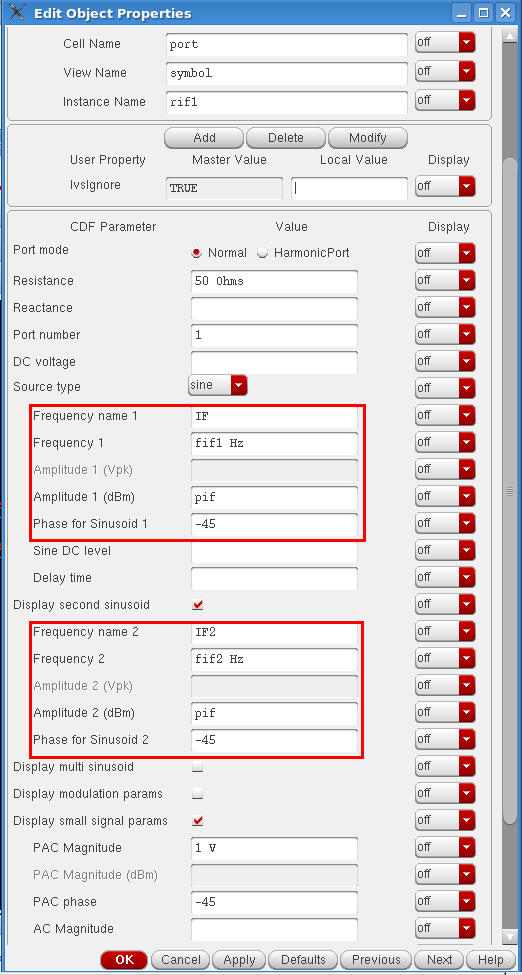 Edit Object Properties
Cell Name port off
View Name symbol off
Instance Name rif1 off
Add Delete Modify
User Property Master Value Local Value Display
lvsIgnore TRUE off
CDF Parameter Value Display
Port mode Normal HarmonicPort off
Resistance 50 Ohms off
Reactance off
Port number 1 off
DC voltage off
Source type sine off
Frequency name 1 IF off
Frequency 1 fif1 Hz off
Amplitude 1 (Vpk) off
Amplitude 1 (dBm) pif off
Phase for Sinusoid 1 -45 off
Sine DC level off
Delay time off
Display second sinusoid off
Frequency name 2 IF2 off
Frequency 2 fif2 Hz off
Amplitude 2 (Vpk) off
Amplitude 2 (dBm) pif off
Phase for Sinusoid 2 -45 off
Display multi sinusoid off
Display modulation params off
Display small signal params off
PAC Magnitude 1 V off
PAC Magnitude (dBm) off
PAC phase -45 off
AC Magnitude off
OK Cancel Apply Defaults Previous Next Help